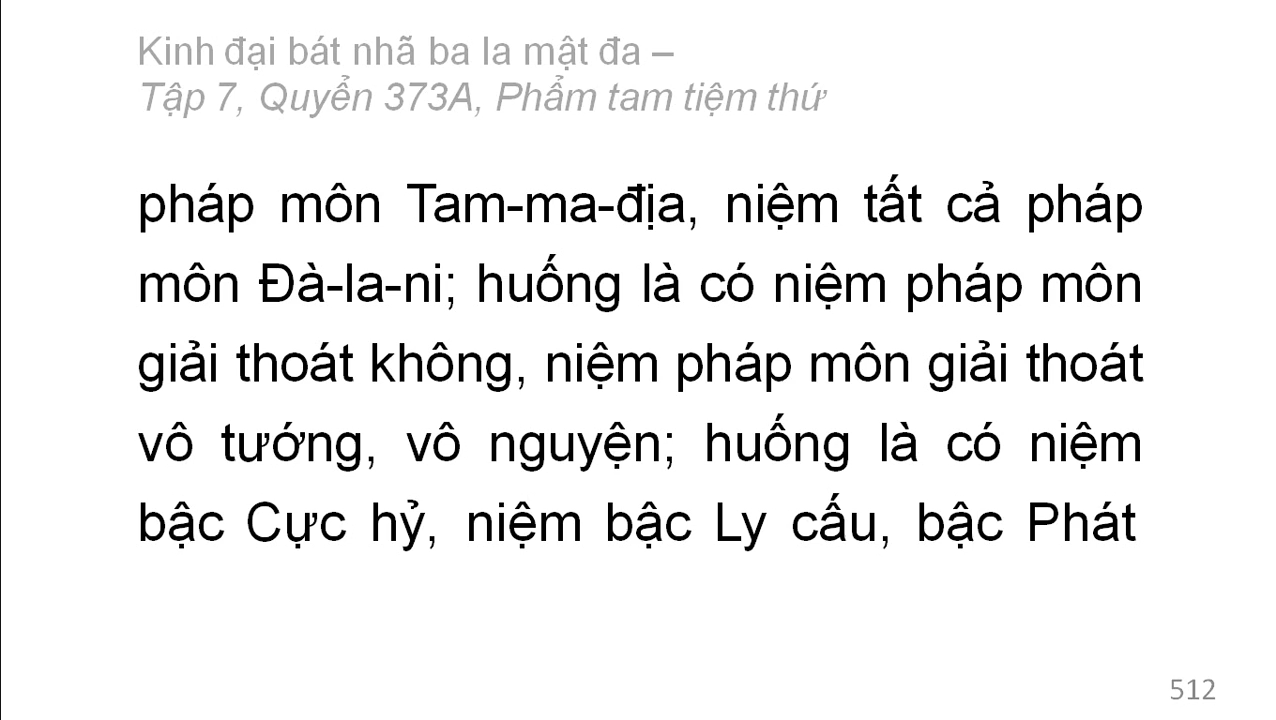 Kinh đại bát nhã ba la mật đa –
Tập 7, Quyển 373A, Phẩm tam tiệm thứ
pháp môn Tam-ma-địa, niệm tất cả pháp
môn Đà-la-ni; huống là có niệm pháp môn
giải thoát không, niệm pháp môn giải thoát
vô tướng, vô nguyện; huống là có niệm
bậc Cực hỷ, niệm bậc Ly cấu, bậc Phát
512